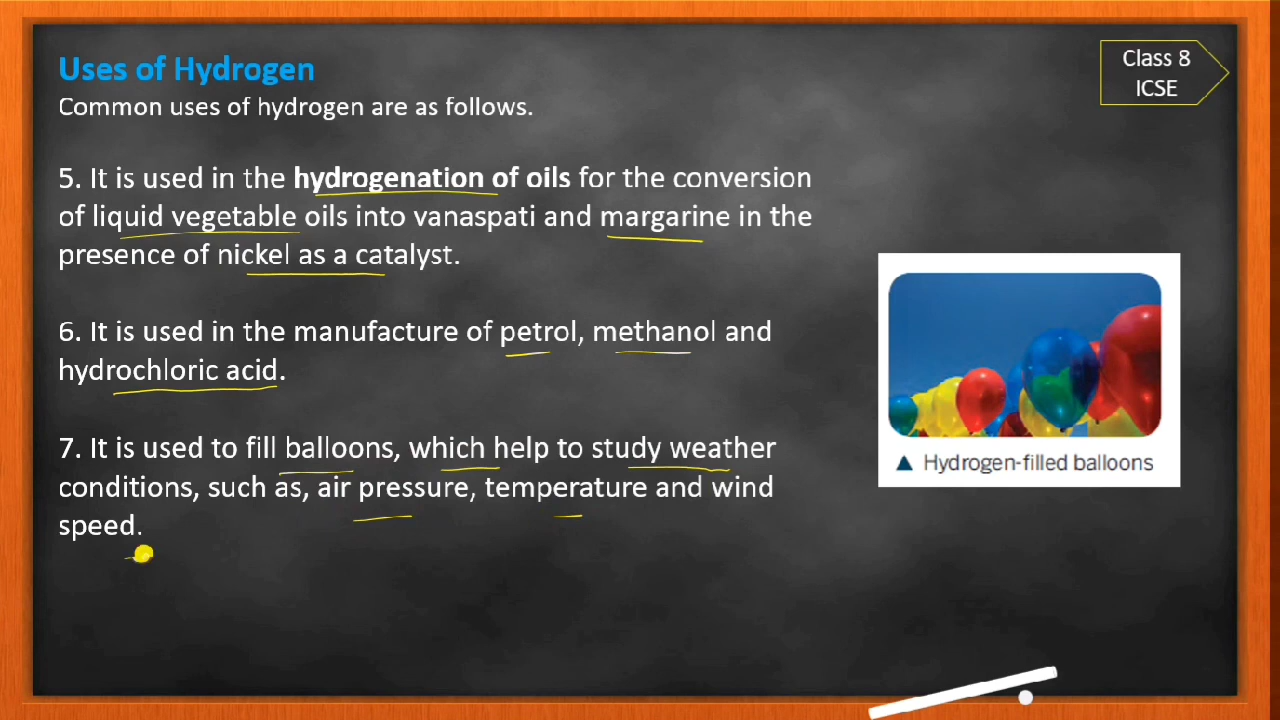 Uses of Hydrogen
Common uses of hydrogen are as follows.
Class 8
ICSE
5. It is used in the hydrogenation of oils for the conversion
of liquid vegetable oils into vanaspati and margarine in the
presence of nickel as a catalyst.
6. It is used in the manufacture of petrol, methanol and
hydrochloric acid.
7. It is used to fill balloons, which help to study weather
conditions, such as, air pressure, temperature and wind
speed.
▲ Hydrogen-filled balloons